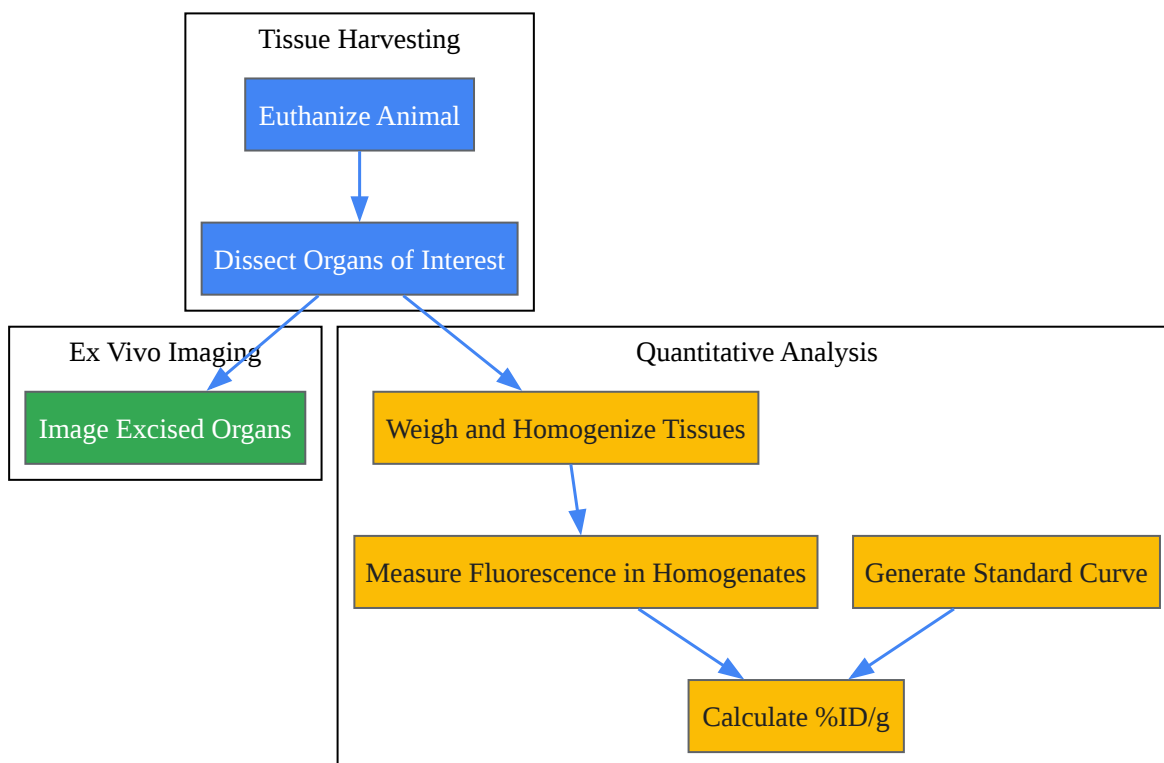 Tissue Harvesting
Euthanize Animal
Dissect Organs of Interest
Ex Vivo Imaging
Image Excised Organs
Quantitative Analysis
Weigh and Homogenize Tissues
Measure Fluorescence in Homogenates
Generate Standard Curve
Calculate %ID/g